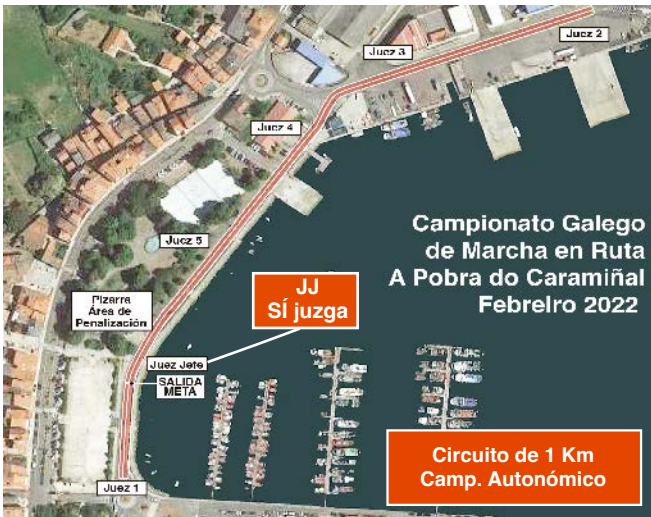 Juez 3
Juez 2
Juez 4
Campionato Galego
de Marcha en Ruta
A Pobra do Caramiñal
Febreiro 2022
Juez 5
JJ
SÍ juzga
Pizarra
Área de
Penalización
Juez Jefe
SALIDA
META
Circuito de 1 Km
Camp. Autonómico
Juez 1